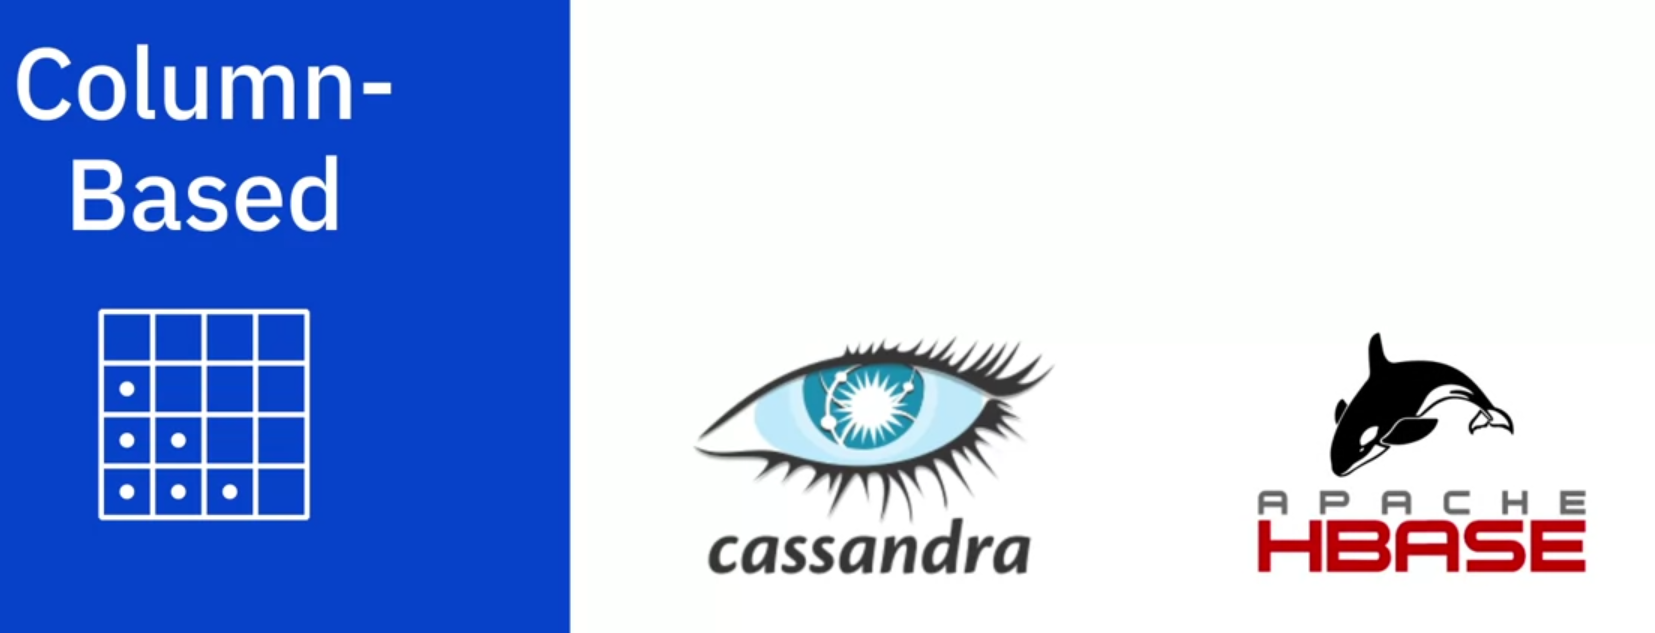 Column-
Based
cassandra
APACHE
HBASE